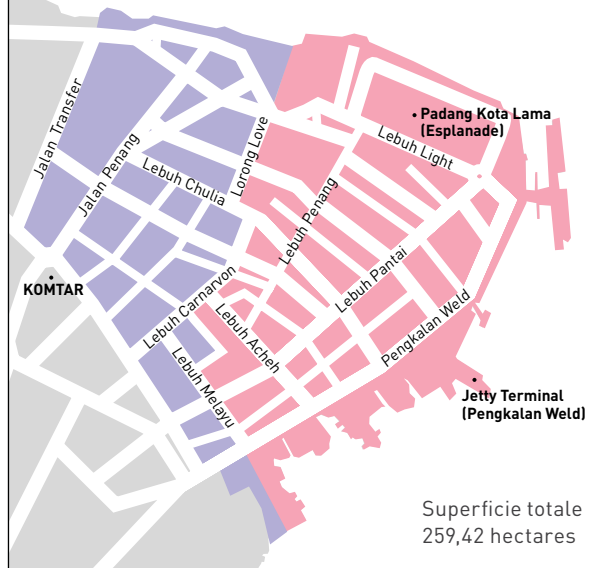 Jalan Transfer
Jalan Penang
Lebuh Chulia
Lorong Love
Padang Kota Lama
(Esplanade)
Lebuh Light
Lebuh Penang
Lebuh Pantai
KOMTAR
Lebuh Carnarvon
Lebuh Acheh
Pengkalan Weld
Lebuh Melayu
Jetty Terminal
(Pengkalan Weld)
Superficie totale
259,42 hectares